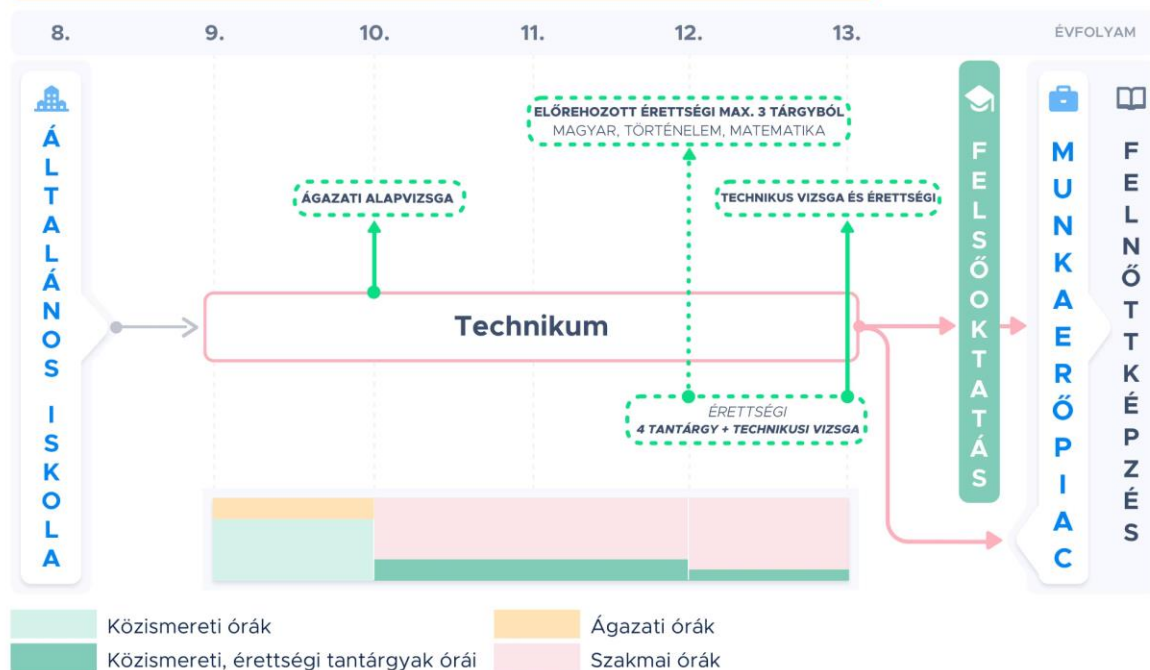 8. 9. 10. 11. 12. 13. ÉVFOLYAM
ÁLTALÁNOS ISKOLA
ELŐREHOZOTT ÉRETTSÉGI MAX. 3 TÁRGYBÓL
MAGYAR, TÖRTÉNELEM, MATEMATIKA
ÁGAZATI ALAPVIZSGA
TECHNIKUS VIZSGA ÉS ÉRETTSÉGI
Technikum
ÉRETTSÉGI
4 TANTÁRGY + TECHNIKUSI VIZSGA
FELSŐOKTATÁS
MUNKAERŐPIAC
FELNŐTTKÉPZÉS
Közismereti órák
Ágazati órák
Közismereti, érettségi tantárgyak órái
Szakmai órák